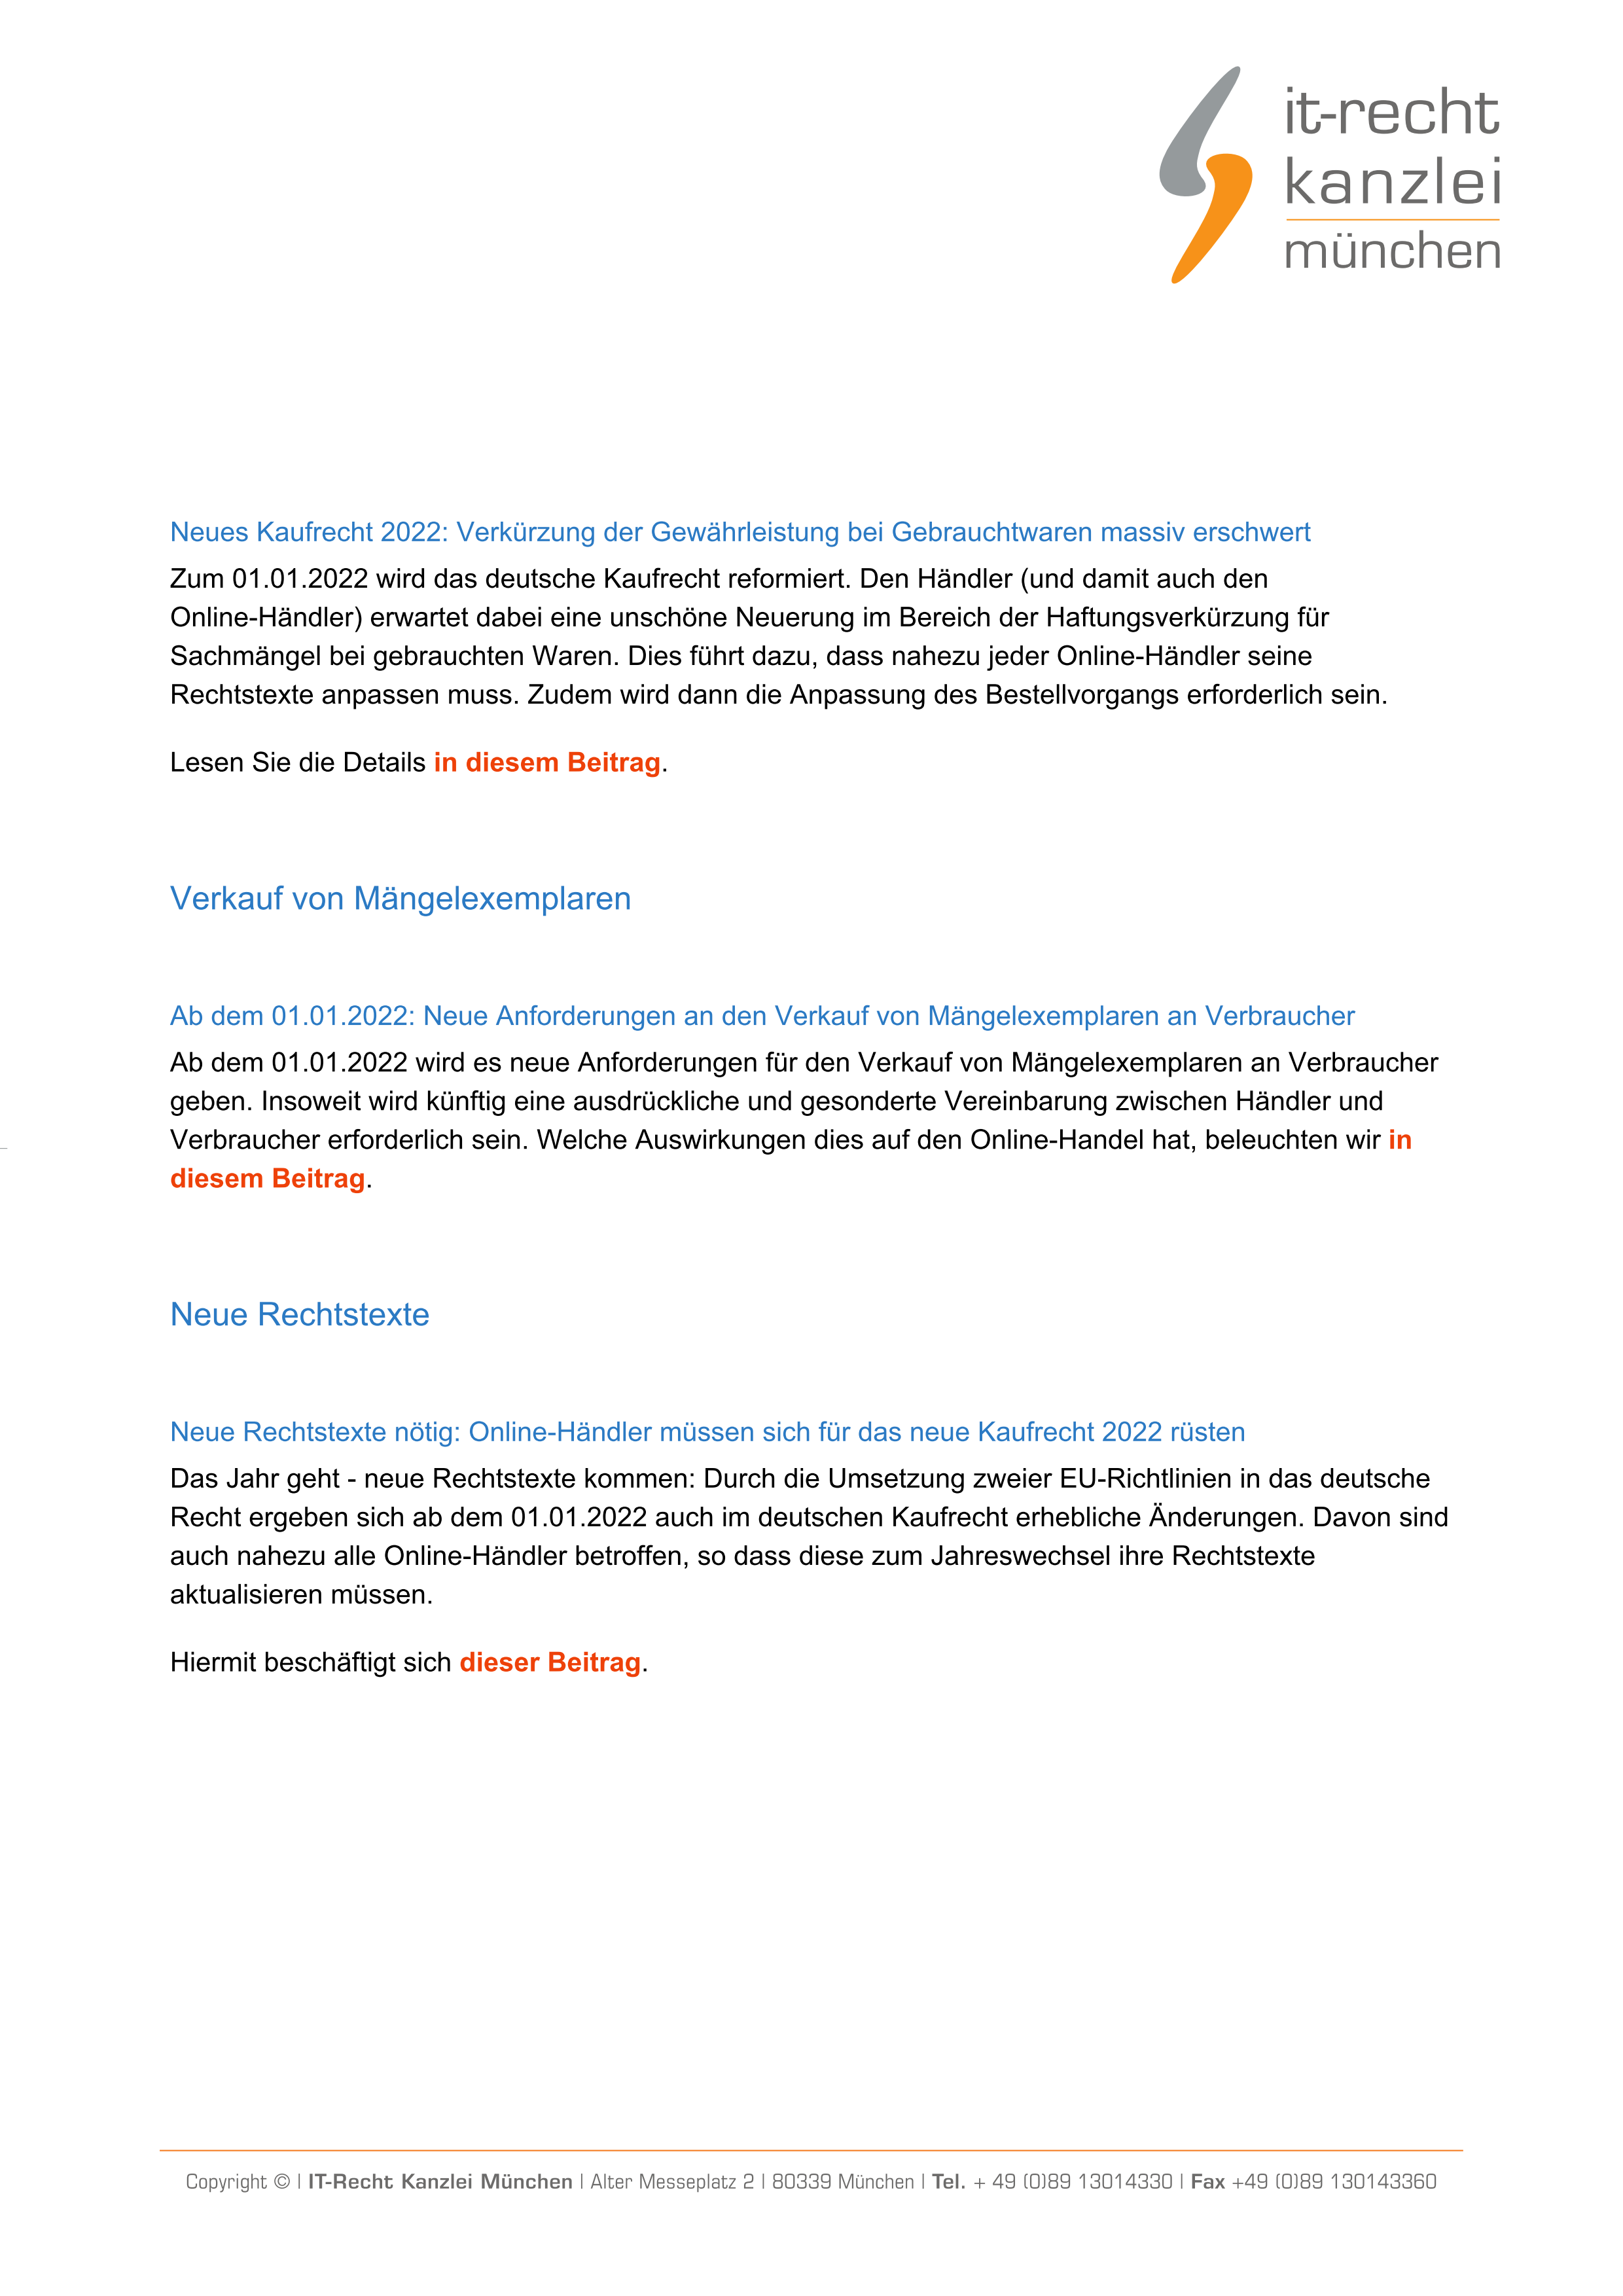 it-recht
kanzlei
münchen
Neues Kaufrecht 2022: Verkürzung der Gewährleistung bei Gebrauchtwaren massiv erschwert
Zum 01.01.2022 wird das deutsche Kaufrecht reformiert. Den Händler (und damit auch den
Online-Händler) erwartet dabei eine unschöne Neuerung im Bereich der Haftungsverkürzung für
Sachmängel bei gebrauchten Waren. Dies führt dazu, dass nahezu jeder Online-Händler seine
Rechtstexte anpassen muss. Zudem wird dann die Anpassung des Bestellvorgangs erforderlich sein.
Lesen Sie die Details in diesem Beitrag.
Verkauf von Mängelexemplaren
Ab dem 01.01.2022: Neue Anforderungen an den Verkauf von Mängelexemplaren an Verbraucher
Ab dem 01.01.2022 wird es neue Anforderungen für den Verkauf von Mängelexemplaren an Verbraucher
geben. Insoweit wird künftig eine ausdrückliche und gesonderte Vereinbarung zwischen Händler und
Verbraucher erforderlich sein. Welche Auswirkungen dies auf den Online-Handel hat, beleuchten wir in
diesem Beitrag.
Neue Rechtstexte
Neue Rechtstexte nötig: Online-Händler müssen sich für das neue Kaufrecht 2022 rüsten
Das Jahr geht - neue Rechtstexte kommen: Durch die Umsetzung zweier EU-Richtlinien in das deutsche
Recht ergeben sich ab dem 01.01.2022 auch im deutschen Kaufrecht erhebliche Änderungen. Davon sind
auch nahezu alle Online-Händler betroffen, so dass diese zum Jahreswechsel ihre Rechtstexte
aktualisieren müssen.
Hiermit beschäftigt sich dieser Beitrag.
Copyright © | IT-Recht Kanzlei München | Alter Messeplatz 2 | 80339 München | Tel. + 49 (0)89 13014330 | Fax +49 (0)89 130143360